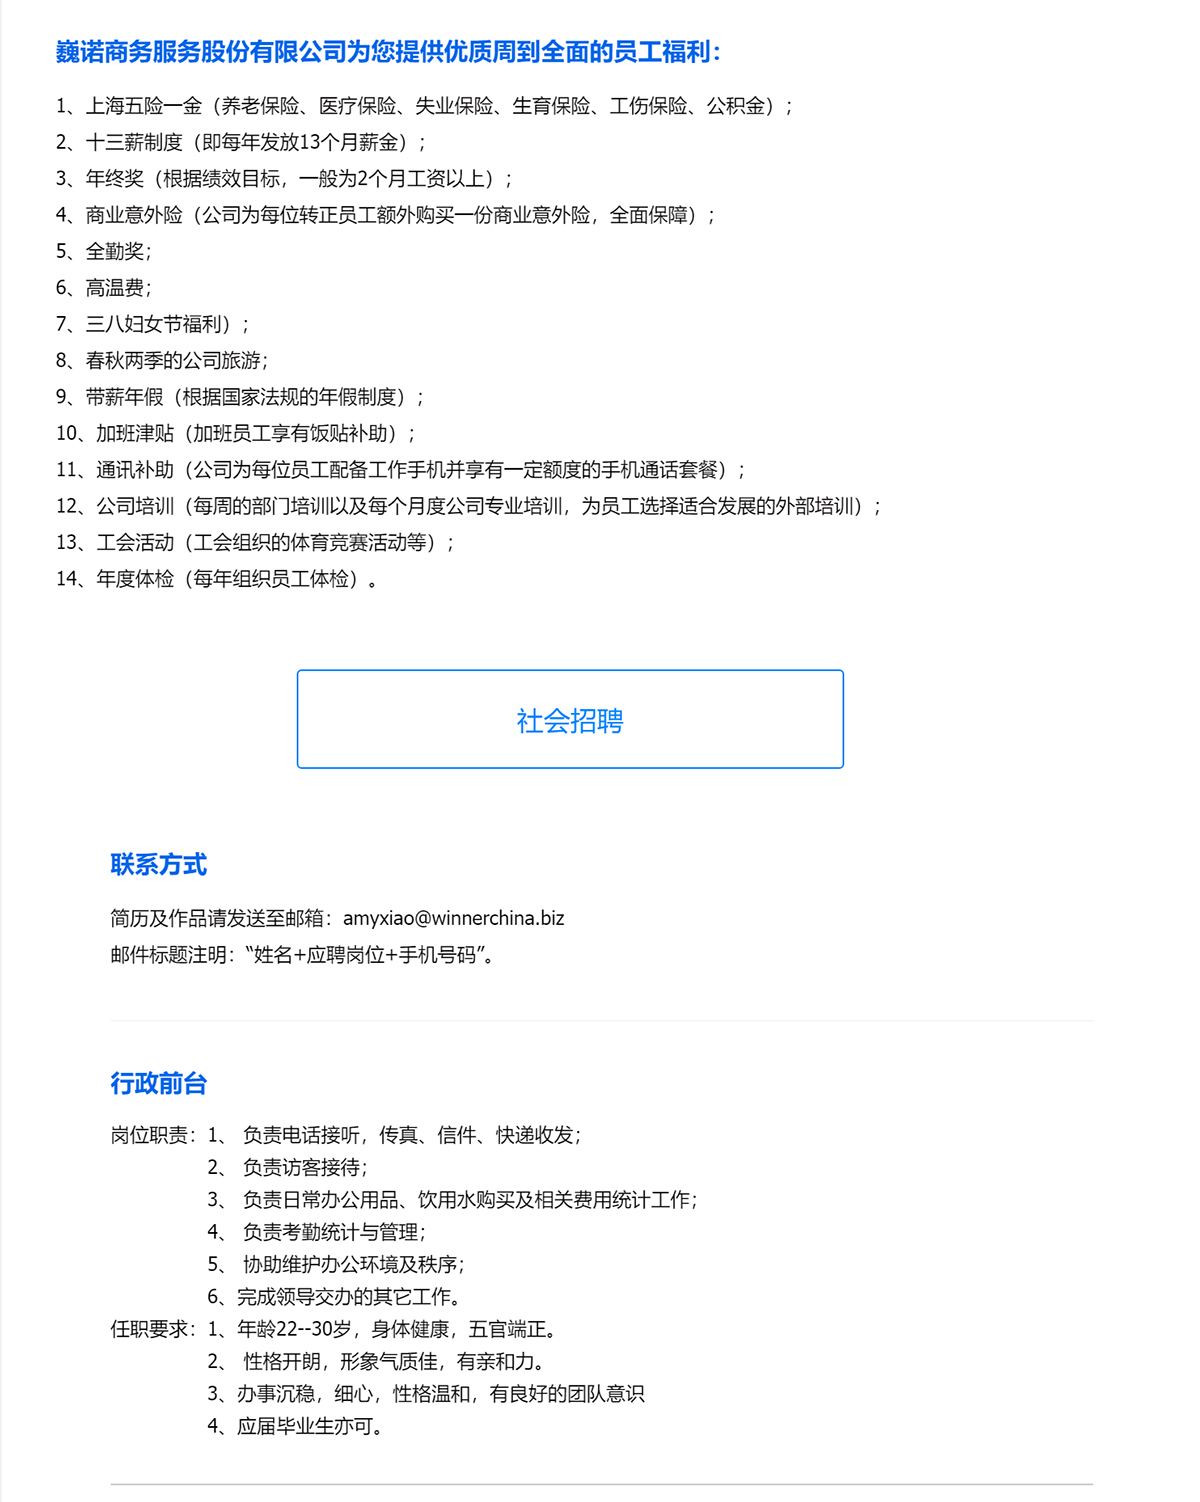 巍诺商务服务股份有限公司为您提供优质周到全面的员工福利：
1、上海五险一金（养老保险、医疗保险、失业保险、生育保险、工伤保险、公积金）；
2、十三薪制度（即每年发放13个月薪金）；
3、年终奖（根据绩效目标，一般为2个月工资以上）；
4、商业意外险（公司为每位转正员工额外购买一份商业意外险，全面保障）；
5、全勤奖；
6、高温费；
7、三八妇女节福利）；
8、春秋两季的公司旅游；
9、带薪年假（根据国家法规的年假制度）；
10、加班津贴（加班员工享有饭贴补助）；
11、通讯补助（公司为每位员工配备工作手机并享有一定额度的手机通话套餐）；
12、公司培训（每周的部门培训以及每个月度公司专业培训，为员工选择适合发展的外部培训）；
13、工会活动（工会组织的体育竞赛活动等）；
14、年度体检（每年组织员工体检）。
社会招聘
联系方式
简历及作品请发送至邮箱：amyxiao@winnerchina.biz
邮件标题注明：“姓名+应聘岗位+手机号码”。
行政前台
岗位职责：1、 负责电话接听，传真、信件、快递收发；
2、 负责访客接待；
3、 负责日常办公用品、饮用水购买及相关费用统计工作；
4、 负责考勤统计与管理；
5、 协助维护办公环境及秩序；
6、完成领导交办的其它工作。
任职要求：1、年龄22--30岁，身体健康，五官端正。
2、 性格开朗，形象气质佳，有亲和力。
3、办事沉稳，细心，性格温和，有良好的团队意识
4、应届毕业生亦可。